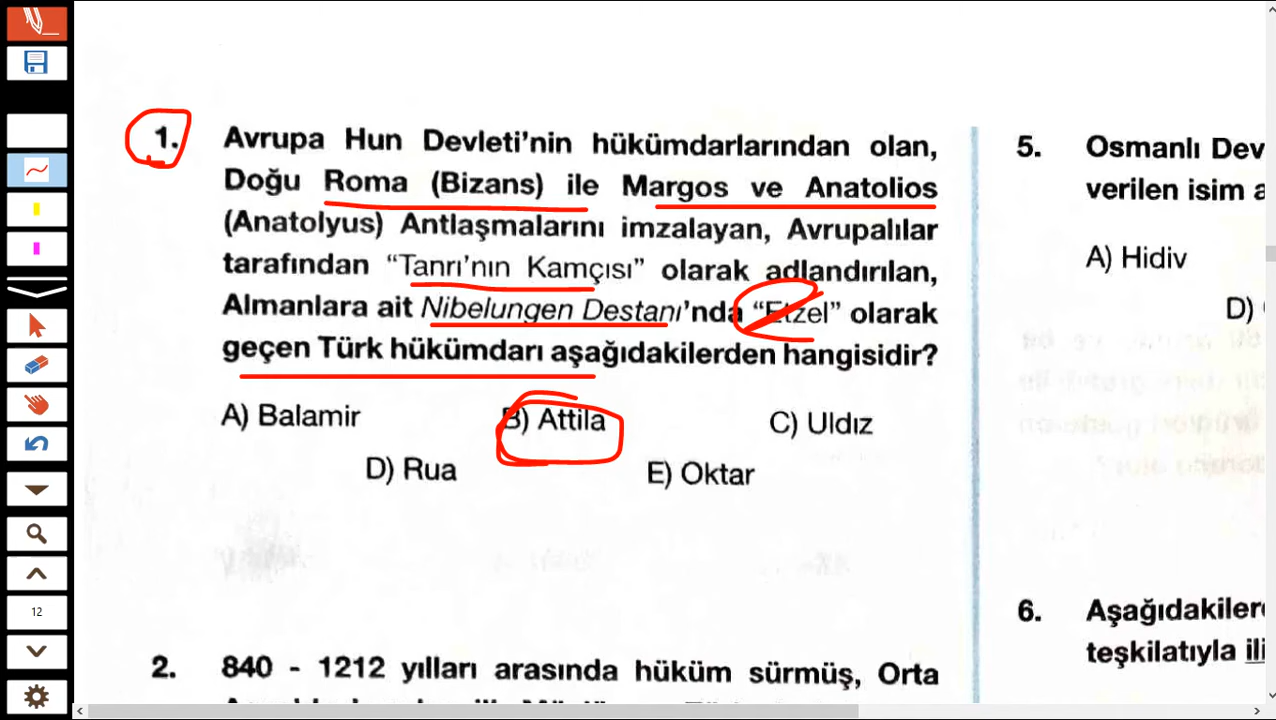 1. Avrupa Hun Devleti’nin hükümdarlarından olan,
Doğu Roma (Bizans) ile Margos ve Anatolios
(Anatolyus) Antlaşmalarını imzalayan, Avrupalılar
tarafından “Tanrı’nın Kamçısı” olarak adlandırılan,
Almanlara ait Nibelungen Destanı’nda “Etzel” olarak
geçen Türk hükümdarı aşağıdakilerden hangisidir?
A) Balamir B) Attila C) Uldız
D) Rua E) Oktar
2. 840 - 1212 yılları arasında hüküm sürmüş, Orta
5. Osmanlı Dev
verilen isim a
A) Hidiv
D)
6. Aşağıdakiler
teşkilatıyla ili
12